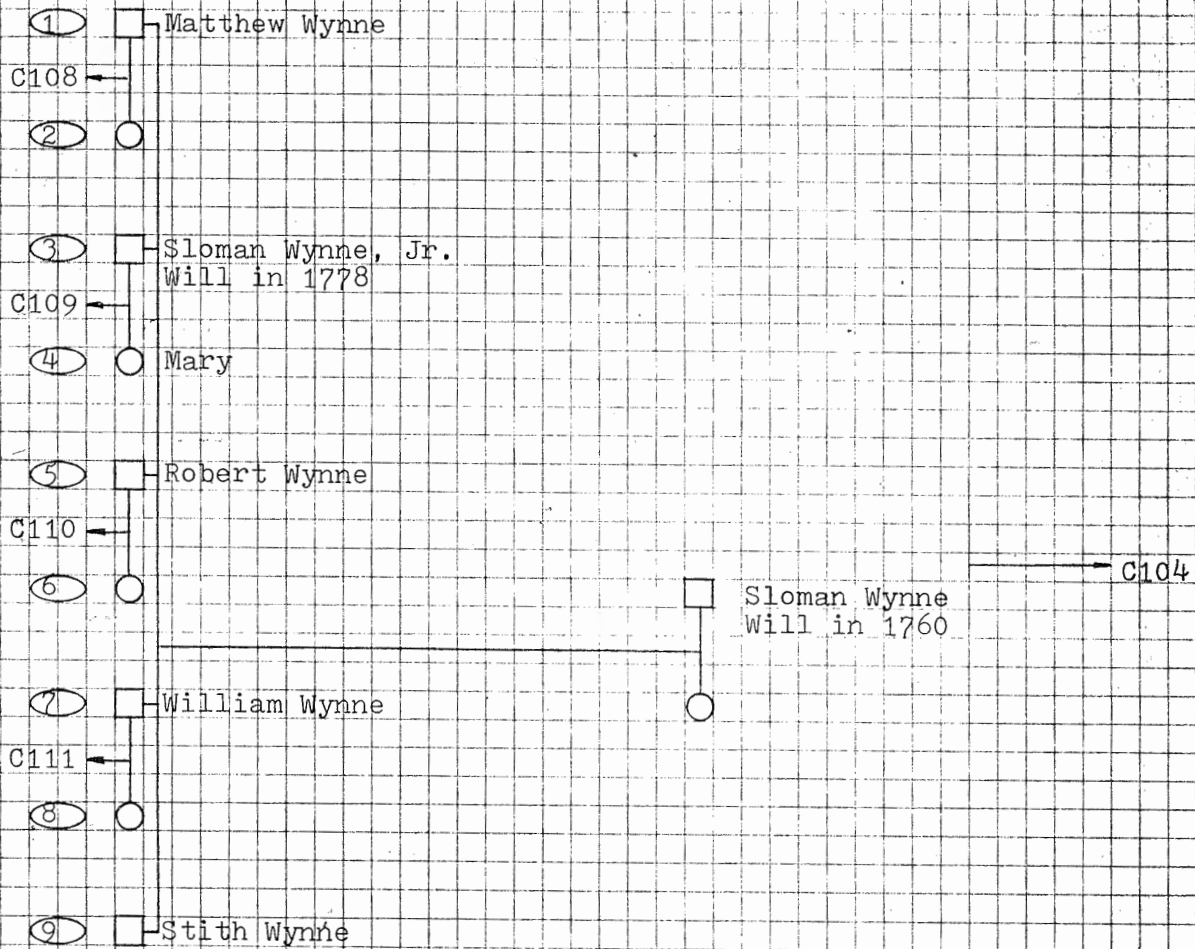 1 Matthew Wynne
C108
2
3 Sloman Wynne, Jr.
Will in 1778
C109
4 Mary
5 Robert Wynne
C110
C104
6
Sloman Wynne
Will in 1760
7 William Wynne
C111
8
9 Stith Wynne